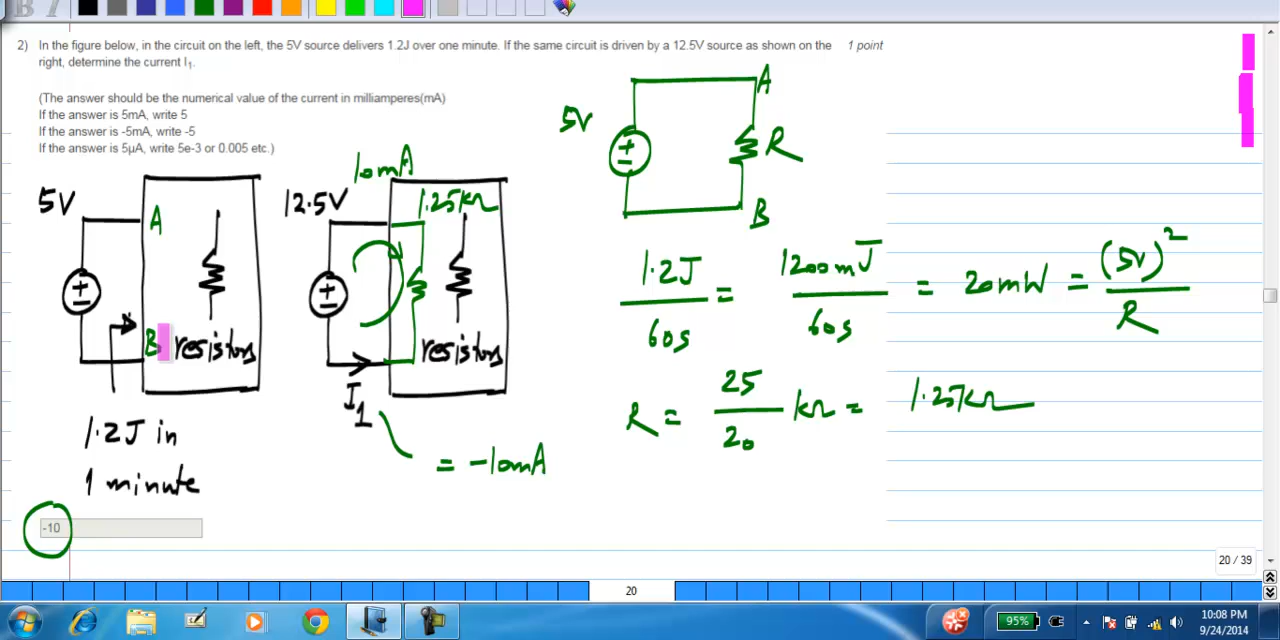 2) In the figure below, in the circuit on the left, the 5V source delivers 1.2J over one minute. If the same circuit is driven by a 12.5V source as shown on the 1 point
right, determine the current I1.
(The answer should be the numerical value of the current in milliamperes(mA)
If the answer is 5mA, write 5
If the answer is -5mA, write -5
If the answer is 5µA, write 5e-3 or 0.005 etc.)
5V
A
R
B
10mA
5V
12.5V
1.25kΩ
A
B
resistors
resistors
I1
1.2J in
1 minute
= -10mA
1.2J/60s = 1200mJ/60s = 20mW = (5V)²/R
R = 25/20 kΩ = 1.25kΩ
-10
20 / 39
20
95%
10:08 PM
9/24/2014